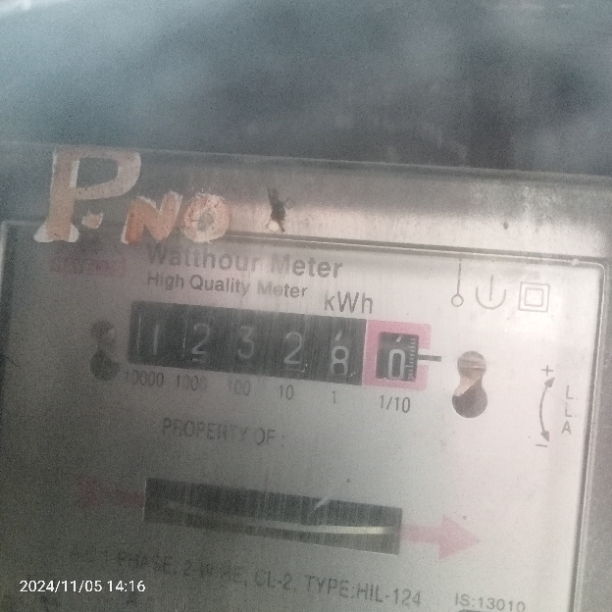 P. NO
Watthour Meter
High Quality Meter
kWh
1 2 3 2 8 0
10000 1000 100 10 1 1/10
PROPERTY OF :
+
L
L
A
-
1 PHASE, 2 WIRE, CL-2, TYPE:HIL-124
IS:13010
2024/11/05 14:16